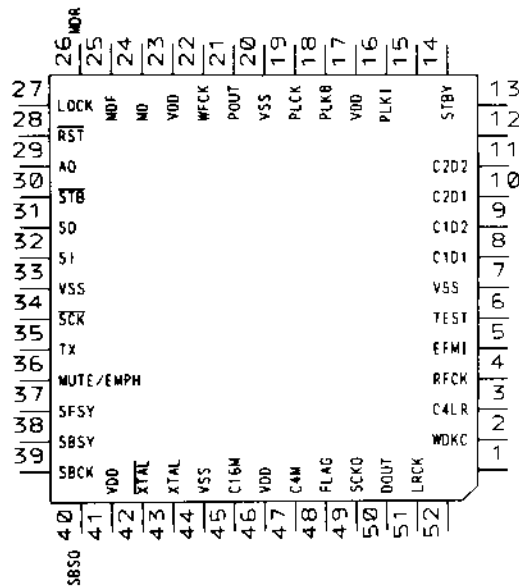 MDR
26 25 24 23 22 21 20 19 18 17 16 15 14
LOCK MDF MD VDD WFCK POUT VSS PLCK PLKB VDD PLKI STBY
27 13
28 12
RST
29 11
A0 C2D2
30 10
STB C2D1
31 9
SO C1D2
32 8
SI C1D1
33 7
VSS VSS
34 6
SCK TEST
35 5
TX EFMI
36 4
MUTE/EMPH RFCK
37 3
SFSY C4LR
38 2
SBSY WDKC
39 1
SBCK VDD XTAL XTAL VSS C16M VDD C4M FLAG SCKO DOUT LRCK
40 41 42 43 44 45 46 47 48 49 50 51 52
SBSO